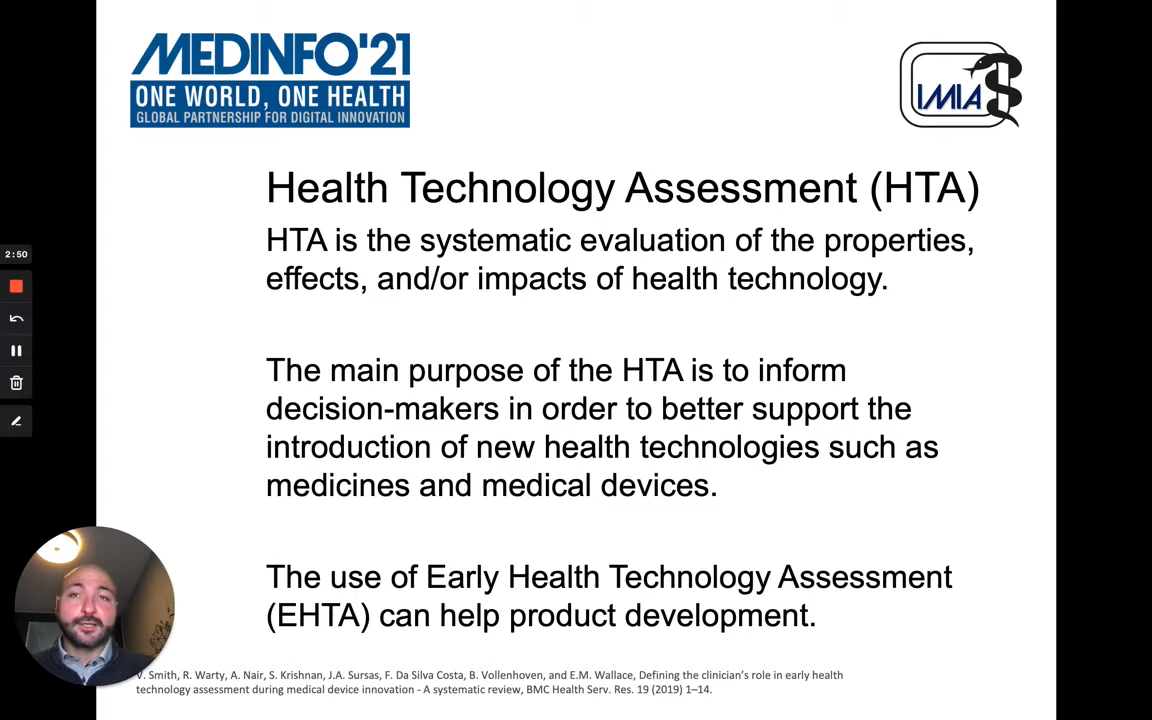 MEDINFO'21
ONE WORLD, ONE HEALTH
GLOBAL PARTNERSHIP FOR DIGITAL INNOVATION
IMIA
Health Technology Assessment (HTA)
HTA is the systematic evaluation of the properties,
effects, and/or impacts of health technology.
The main purpose of the HTA is to inform
decision-makers in order to better support the
introduction of new health technologies such as
medicines and medical devices.
The use of Early Health Technology Assessment
(EHTA) can help product development.
2:50
V. Smith, R. Warty, A. Nair, S. Krishnan, J.A. Sursas, F. Da Silva Costa, B. Vollenhoven, and E.M. Wallace, Defining the clinician's role in early health
technology assessment during medical device innovation - A systematic review, BMC Health Serv. Res. 19 (2019) 1–14.